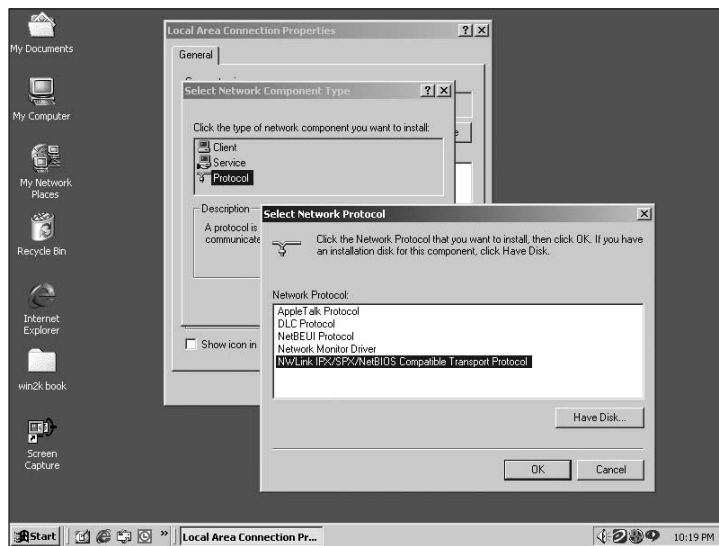 My Documents
My Computer
My Network
Places
Recycle Bin
Internet
Explorer
win2k book
Screen
Capture
Local Area Connection Properties
General
Select Network Component Type
Click the type of network component you want to install:
Client
Service
Protocol
Description
A protocol is
communicate
Show icon in
Select Network Protocol
Click the Network Protocol that you want to install, then click OK. If you have
an installation disk for this component, click Have Disk.
Network Protocol:
AppleTalk Protocol
DLC Protocol
NetBEUI Protocol
Network Monitor Driver
NWLink IPX/SPX/NetBIOS Compatible Transport Protocol
Have Disk...
OK Cancel
Start
Local Area Connection Pr...
10:19 PM